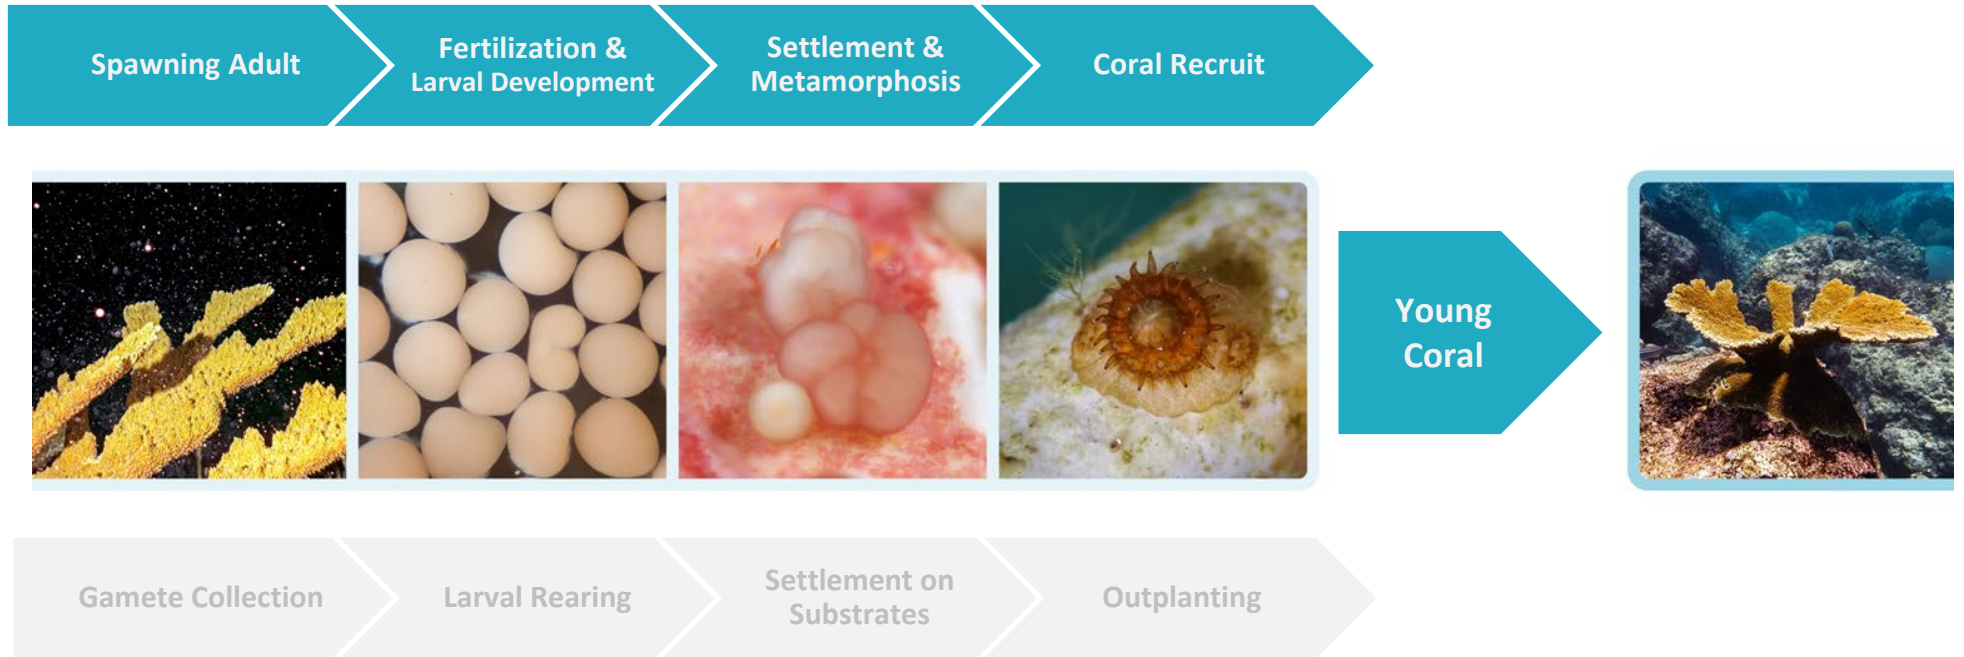 Spawning Adult
Fertilization &
Larval Development
Settlement &
Metamorphosis
Coral Recruit
Young
Coral
Gamete Collection
Larval Rearing
Settlement on
Substrates
Outplanting